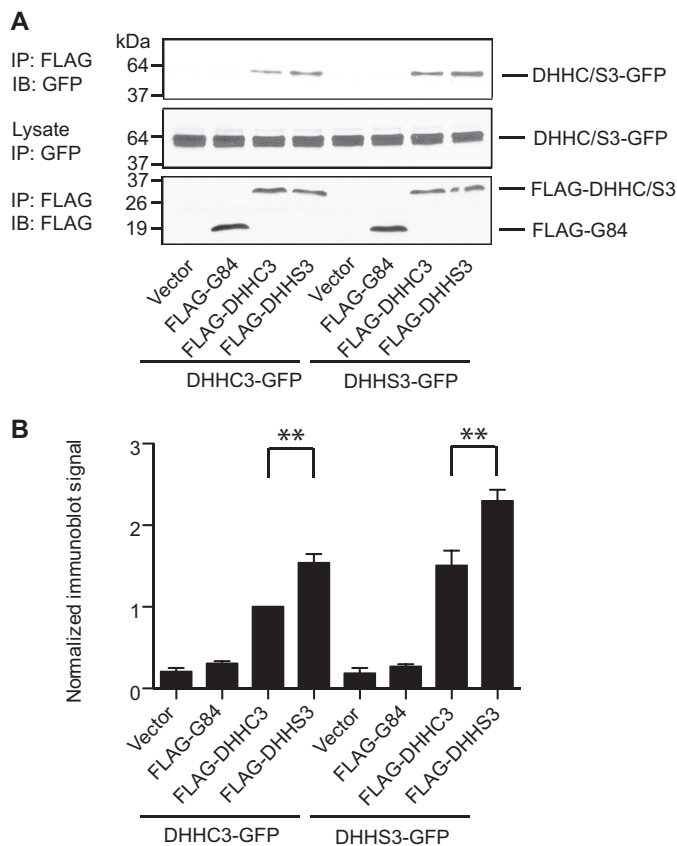 A
kDa
IP: FLAG
IB: GFP
64
37
DHHC/S3-GFP
Lysate
IP: GFP
64
37
DHHC/S3-GFP
IP: FLAG
IB: FLAG
37
26
19
FLAG-DHHC/S3
FLAG-G84
Vector
FLAG-G84
FLAG-DHHC3
FLAG-DHHS3
Vector
FLAG-G84
FLAG-DHHC3
FLAG-DHHS3
DHHC3-GFP
DHHS3-GFP
B
Normalized immunoblot signal
3
2
1
0
**
**
Vector
FLAG-G84
FLAG-DHHC3
FLAG-DHHS3
Vector
FLAG-G84
FLAG-DHHC3
FLAG-DHHS3
DHHC3-GFP
DHHS3-GFP